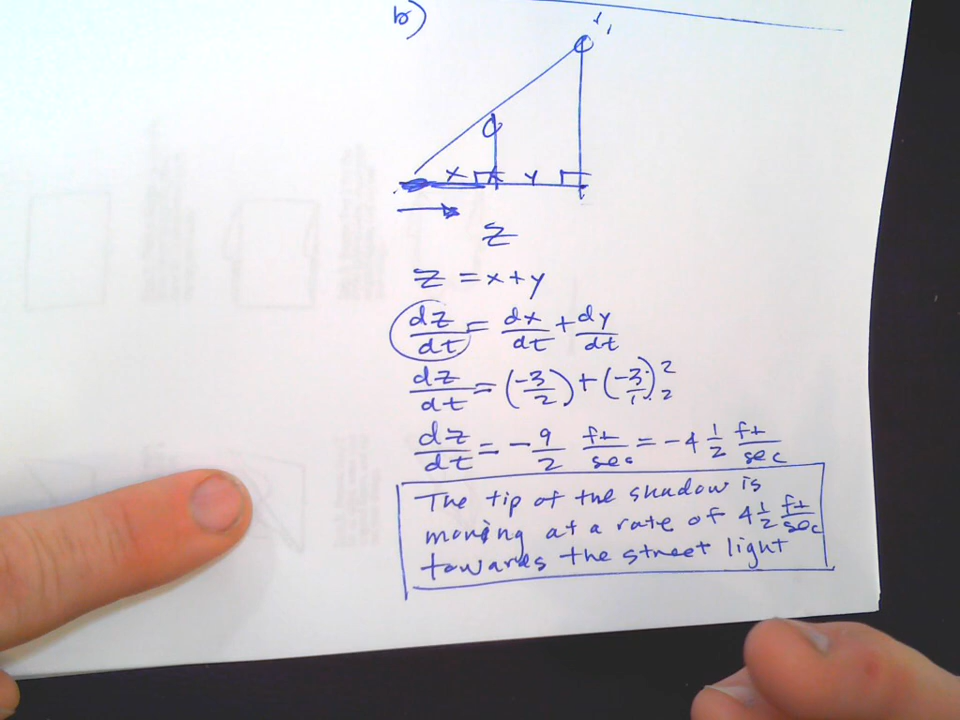 b)
x y
z
z = x + y
dz/dt = dx/dt + dy/dt
dz/dt = (-3/2) + (-3/1)·2/2
dz/dt = -9/2 ft/sec = -4 1/2 ft/sec
The tip of the shadow is
moving at a rate of 4 1/2 ft/sec
towards the street light